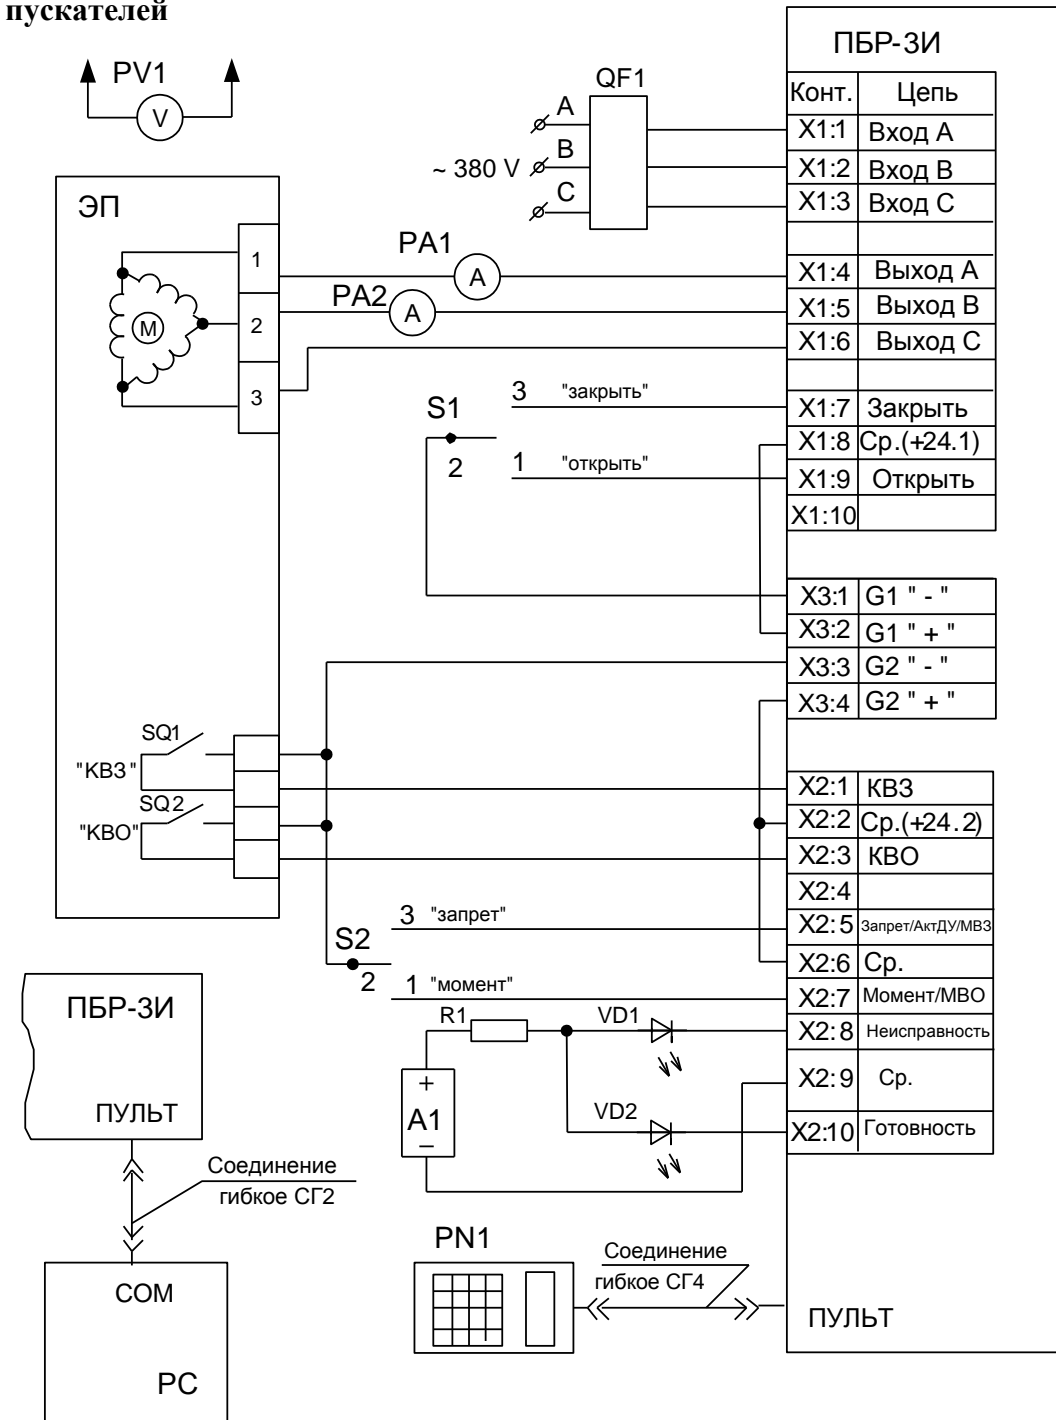 пускателей
PV1
V
ЭП
1
2
3
M
QF1
A
B
C
~ 380 V
PA1
A
PA2
A
S1
2
3 "закрыть"
1 "открыть"
SQ1
"КВЗ"
SQ2
"КВО"
S2
2
3 "запрет"
1 "момент"
R1
VD1
VD2
+
A1
–
ПБР-3И
Конт. Цепь
X1:1 Вход A
X1:2 Вход B
X1:3 Вход C
X1:4 Выход A
X1:5 Выход B
X1:6 Выход C
X1:7 Закрыть
X1:8 Ср.(+24.1)
X1:9 Открыть
X1:10
X3:1 G1 " - "
X3:2 G1 " + "
X3:3 G2 " - "
X3:4 G2 " + "
X2:1 КВЗ
X2:2 Ср.(+24.2)
X2:3 КВО
X2:4
X2:5 Запрет/АктДУ/МВЗ
X2:6 Ср.
X2:7 Момент/МВО
X2:8 Неисправность
X2:9 Ср.
X2:10 Готовность
ПУЛЬТ
ПБР-3И
ПУЛЬТ
Соединение
гибкое СГ2
COM
PC
PN1
Соединение
гибкое СГ4